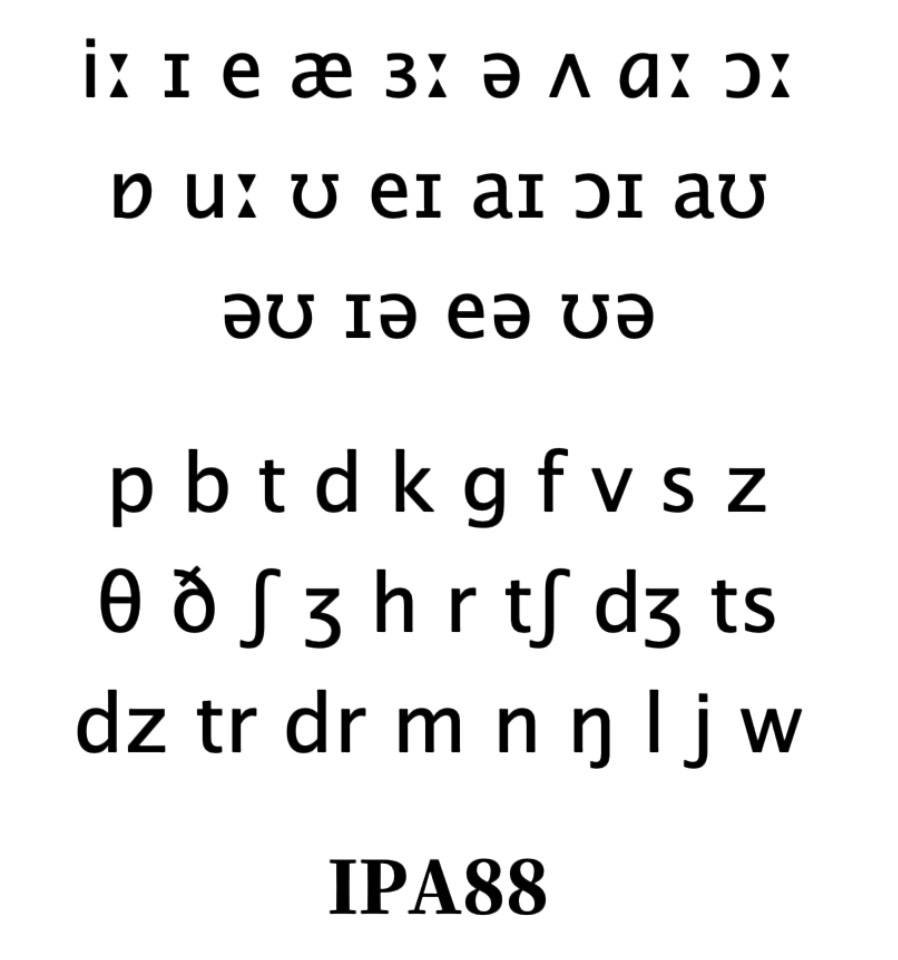 iː ɪ e æ ɜː ə ʌ ɑː ɔː
ɒ uː ʊ eɪ aɪ ɔɪ aʊ
əʊ ɪə eə ʊə
p b t d k g f v s z
θ ð ʃ ʒ h r tʃ dʒ ts
dz tr dr m n ŋ l j w
IPA88